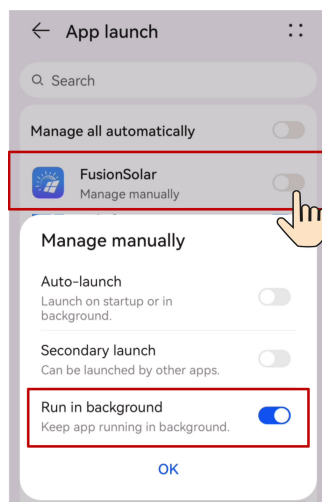 App launch
Search
Manage all automatically
FusionSolar
Manage manually
Manage manually
Auto-launch
Launch on startup or in
background.
Secondary launch
Can be launched by other apps.
Run in background
Keep app running in background.
OK